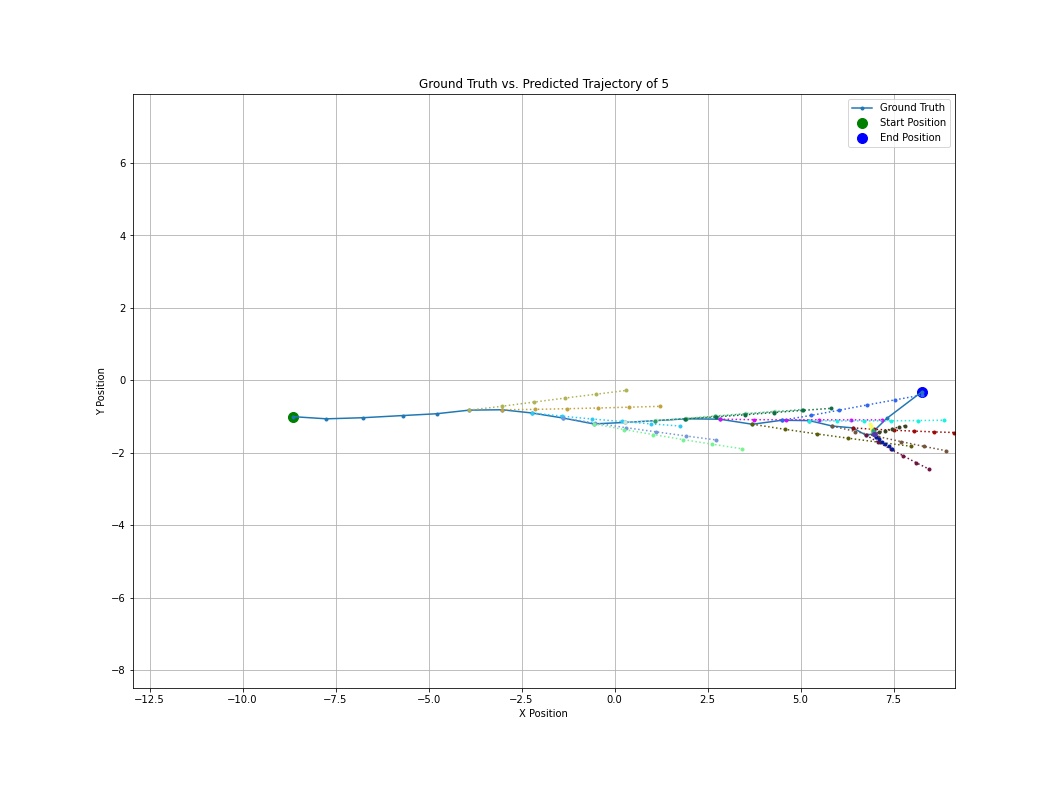 Ground Truth vs. Predicted Trajectory of 5
Ground Truth
Start Position
End Position
6
4
2
0
−2
−4
−6
−8
Y Position
−12.5 −10.0 −7.5 −5.0 −2.5 0.0 2.5 5.0 7.5
X Position